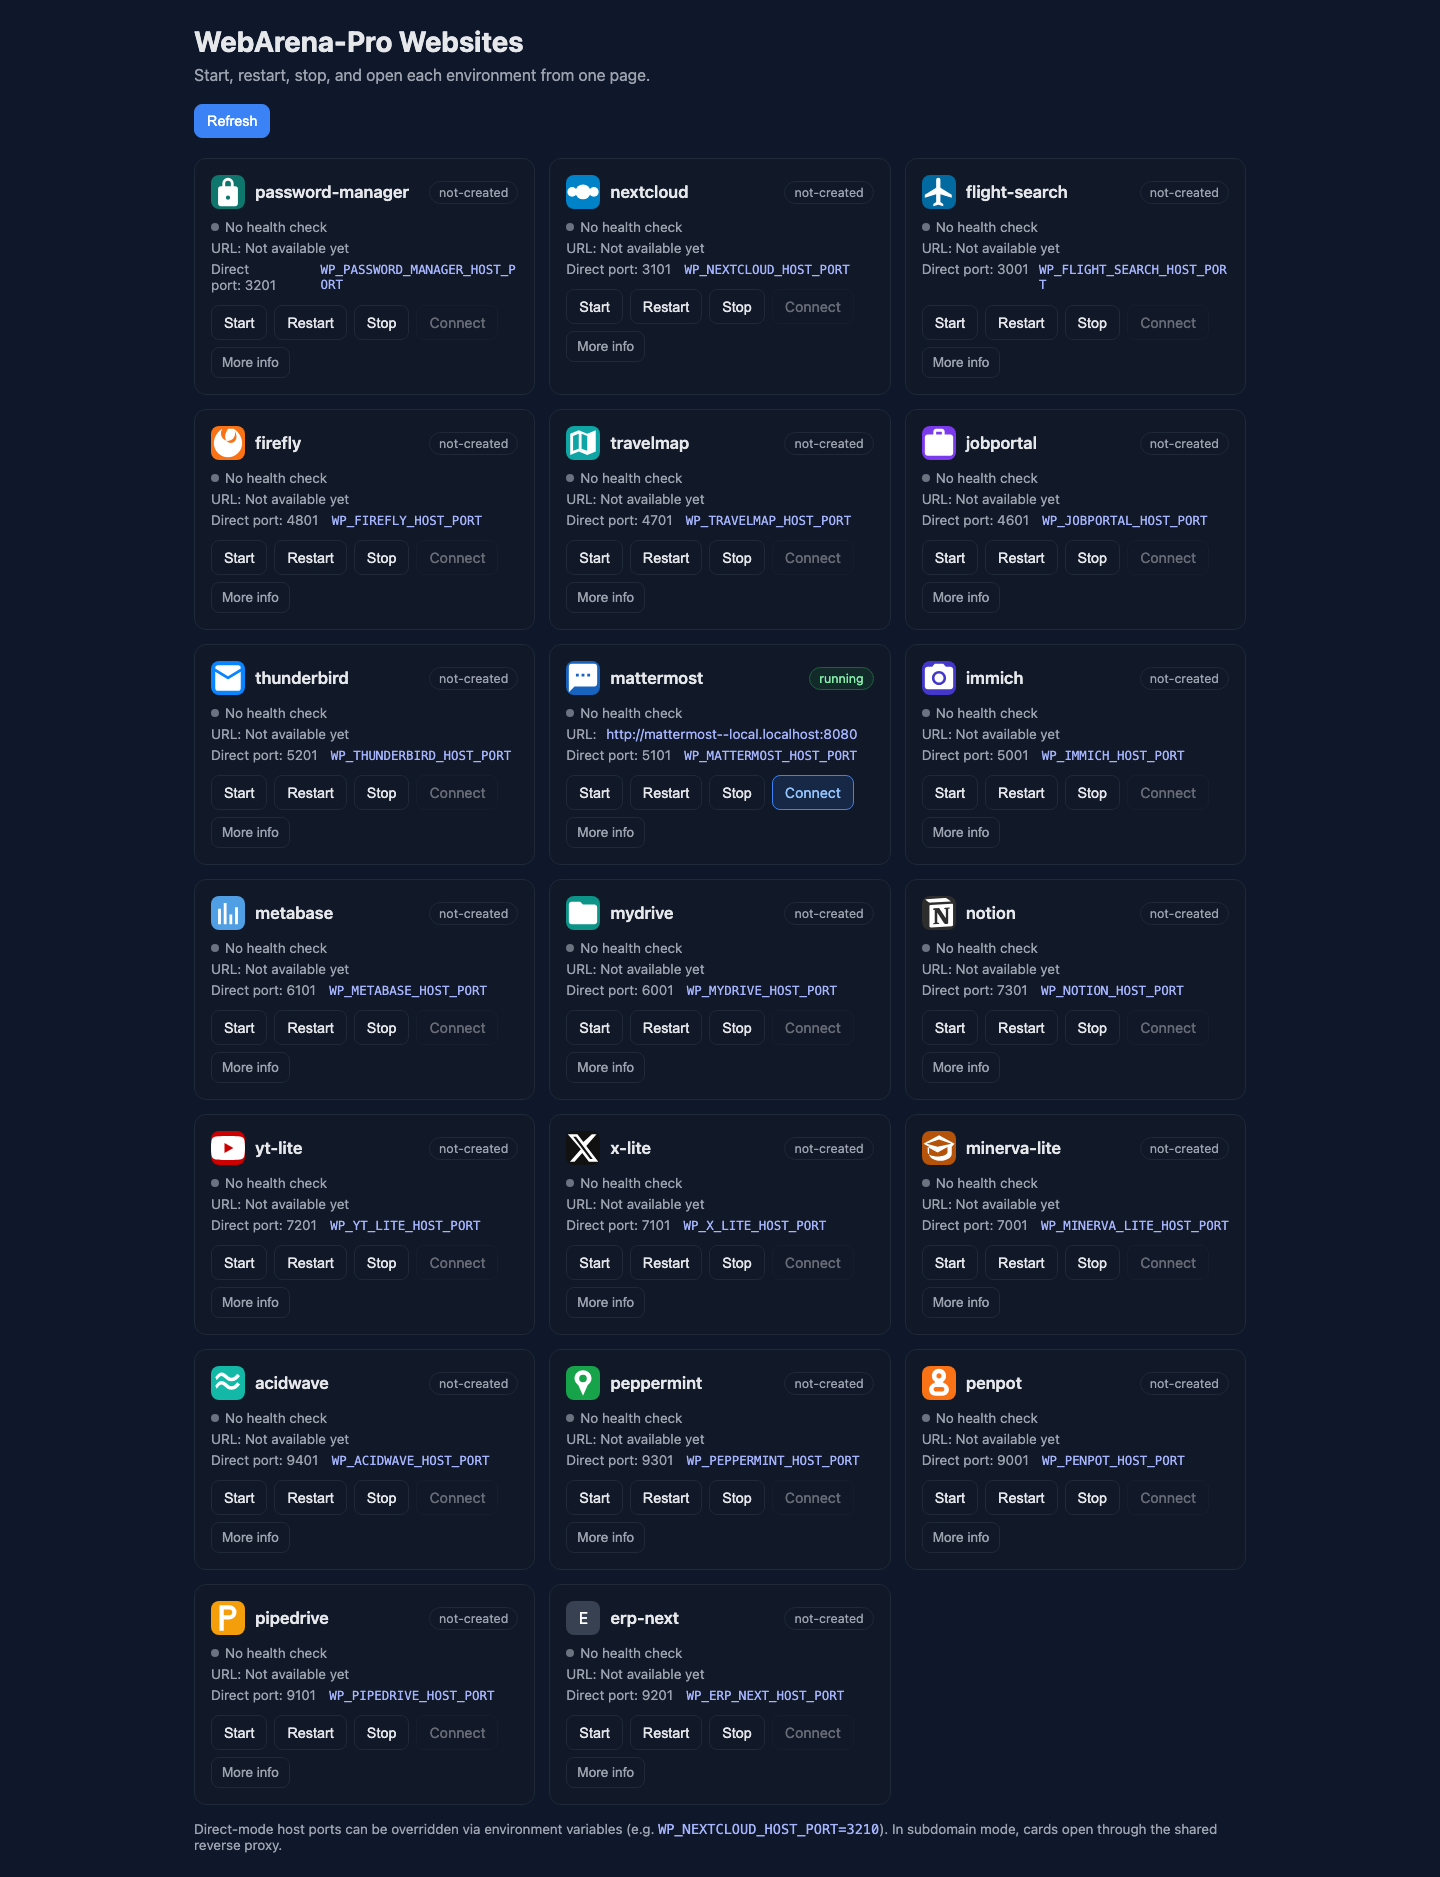 WebArena-Pro Websites
Start, restart, stop, and open each environment from one page.
Refresh
password-manager not-created
No health check
URL: Not available yet
Direct port: 3201 WP_PASSWORD_MANAGER_HOST_PORT
Start Restart Stop Connect
More info
nextcloud not-created
No health check
URL: Not available yet
Direct port: 3101 WP_NEXTCLOUD_HOST_PORT
Start Restart Stop Connect
More info
flight-search not-created
No health check
URL: Not available yet
Direct port: 3001 WP_FLIGHT_SEARCH_HOST_PORT
Start Restart Stop Connect
More info
firefly not-created
No health check
URL: Not available yet
Direct port: 4801 WP_FIREFLY_HOST_PORT
Start Restart Stop Connect
More info
travelmap not-created
No health check
URL: Not available yet
Direct port: 4701 WP_TRAVELMAP_HOST_PORT
Start Restart Stop Connect
More info
jobportal not-created
No health check
URL: Not available yet
Direct port: 4601 WP_JOBPORTAL_HOST_PORT
Start Restart Stop Connect
More info
thunderbird not-created
No health check
URL: Not available yet
Direct port: 5201 WP_THUNDERBIRD_HOST_PORT
Start Restart Stop Connect
More info
mattermost running
No health check
URL: http://mattermost--local.localhost:8080
Direct port: 5101 WP_MATTERMOST_HOST_PORT
Start Restart Stop Connect
More info
immich not-created
No health check
URL: Not available yet
Direct port: 5001 WP_IMMICH_HOST_PORT
Start Restart Stop Connect
More info
metabase not-created
No health check
URL: Not available yet
Direct port: 6101 WP_METABASE_HOST_PORT
Start Restart Stop Connect
More info
mydrive not-created
No health check
URL: Not available yet
Direct port: 6001 WP_MYDRIVE_HOST_PORT
Start Restart Stop Connect
More info
N notion not-created
No health check
URL: Not available yet
Direct port: 7301 WP_NOTION_HOST_PORT
Start Restart Stop Connect
More info
yt-lite not-created
No health check
URL: Not available yet
Direct port: 7201 WP_YT_LITE_HOST_PORT
Start Restart Stop Connect
More info
X x-lite not-created
No health check
URL: Not available yet
Direct port: 7101 WP_X_LITE_HOST_PORT
Start Restart Stop Connect
More info
minerva-lite not-created
No health check
URL: Not available yet
Direct port: 7001 WP_MINERVA_LITE_HOST_PORT
Start Restart Stop Connect
More info
acidwave not-created
No health check
URL: Not available yet
Direct port: 9401 WP_ACIDWAVE_HOST_PORT
Start Restart Stop Connect
More info
peppermint not-created
No health check
URL: Not available yet
Direct port: 9301 WP_PEPPERMINT_HOST_PORT
Start Restart Stop Connect
More info
penpot not-created
No health check
URL: Not available yet
Direct port: 9001 WP_PENPOT_HOST_PORT
Start Restart Stop Connect
More info
P pipedrive not-created
No health check
URL: Not available yet
Direct port: 9101 WP_PIPEDRIVE_HOST_PORT
Start Restart Stop Connect
More info
E erp-next not-created
No health check
URL: Not available yet
Direct port: 9201 WP_ERP_NEXT_HOST_PORT
Start Restart Stop Connect
More info
Direct-mode host ports can be overridden via environment variables (e.g. WP_NEXTCLOUD_HOST_PORT=3210). In subdomain mode, cards open through the shared
reverse proxy.